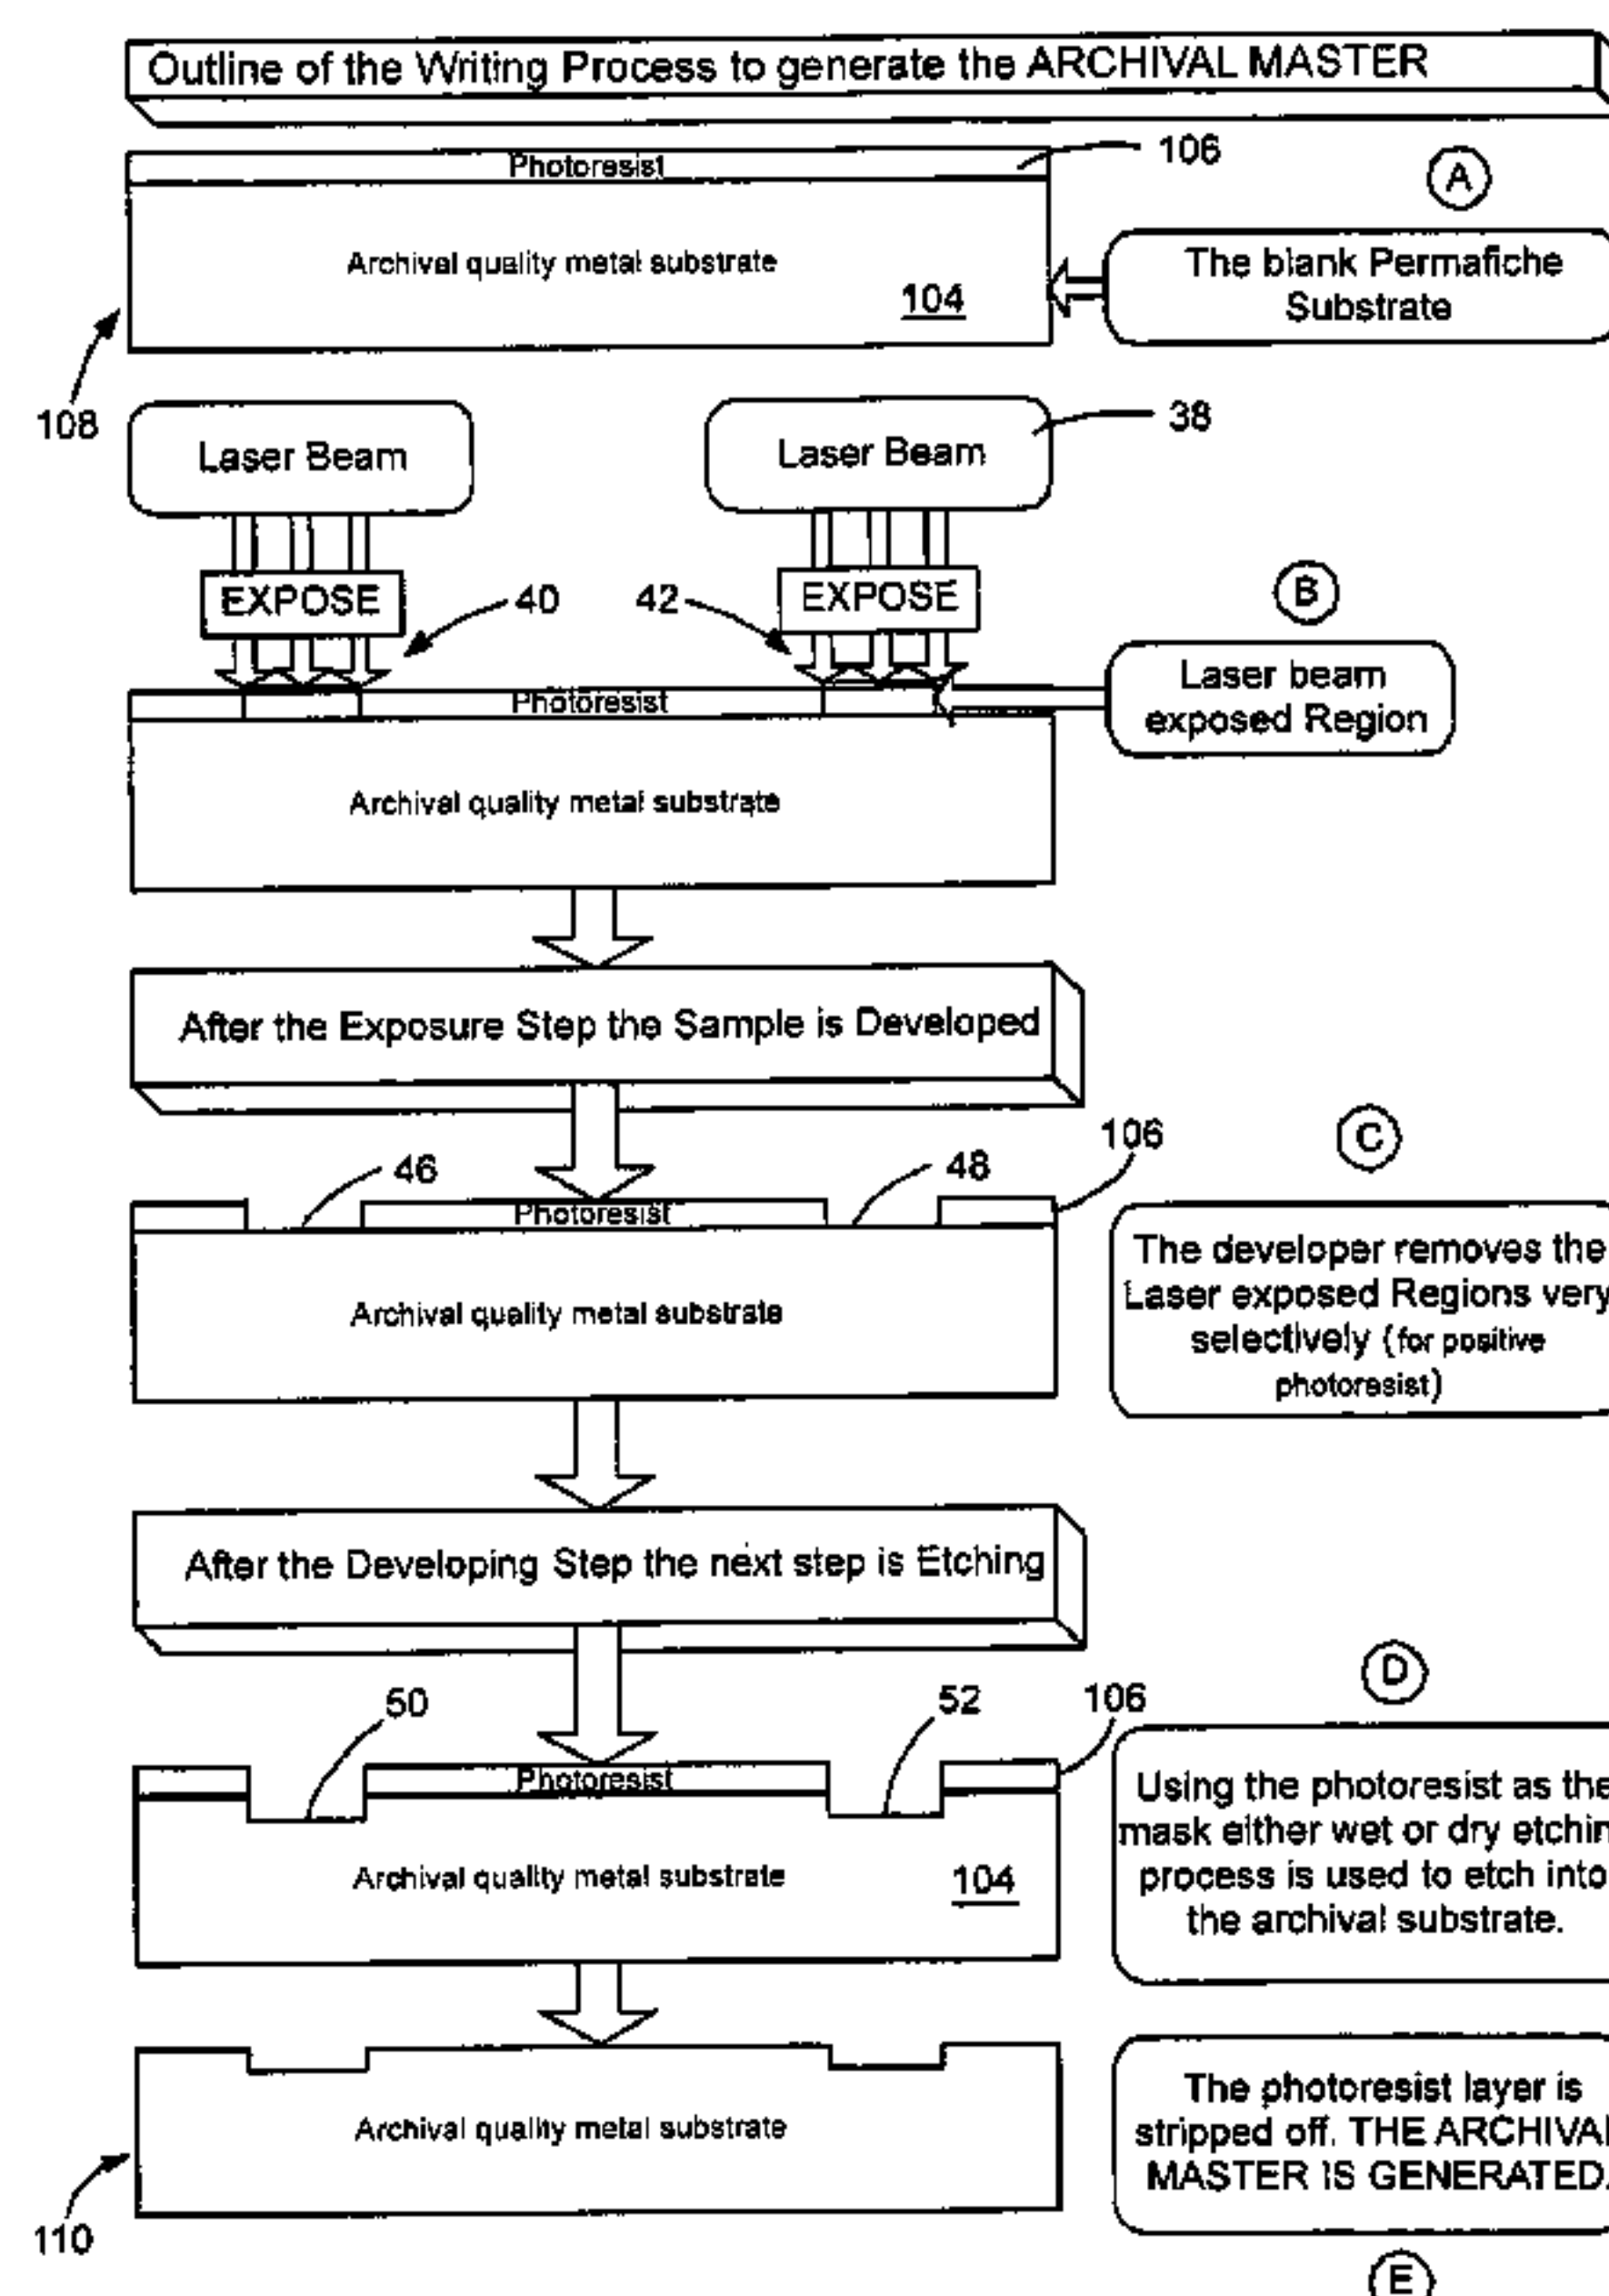 Outline of the Writing Process to generate the ARCHIVAL MASTER
Photoresist
106
A
Archival quality metal substrate
104
The blank Permafiche
Substrate
108
Laser Beam
Laser Beam
38
EXPOSE
40
42
EXPOSE
B
Photoresist
Laser beam
exposed Region
Archival quality metal substrate
After the Exposure Step the Sample is Developed
106
C
46
48
Photoresist
The developer removes the
Laser exposed Regions very
selectively (for positive
photoresist)
Archival quality metal substrate
After the Developing Step the next step is Etching
D
50
52
106
Photoresist
Using the photoresist as the
mask either wet or dry etchin
process is used to etch into
the archival substrate.
Archival quality metal substrate
104
The photoresist layer is
stripped off. THE ARCHIVAL
MASTER IS GENERATED.
Archival quality metal substrate
110
E